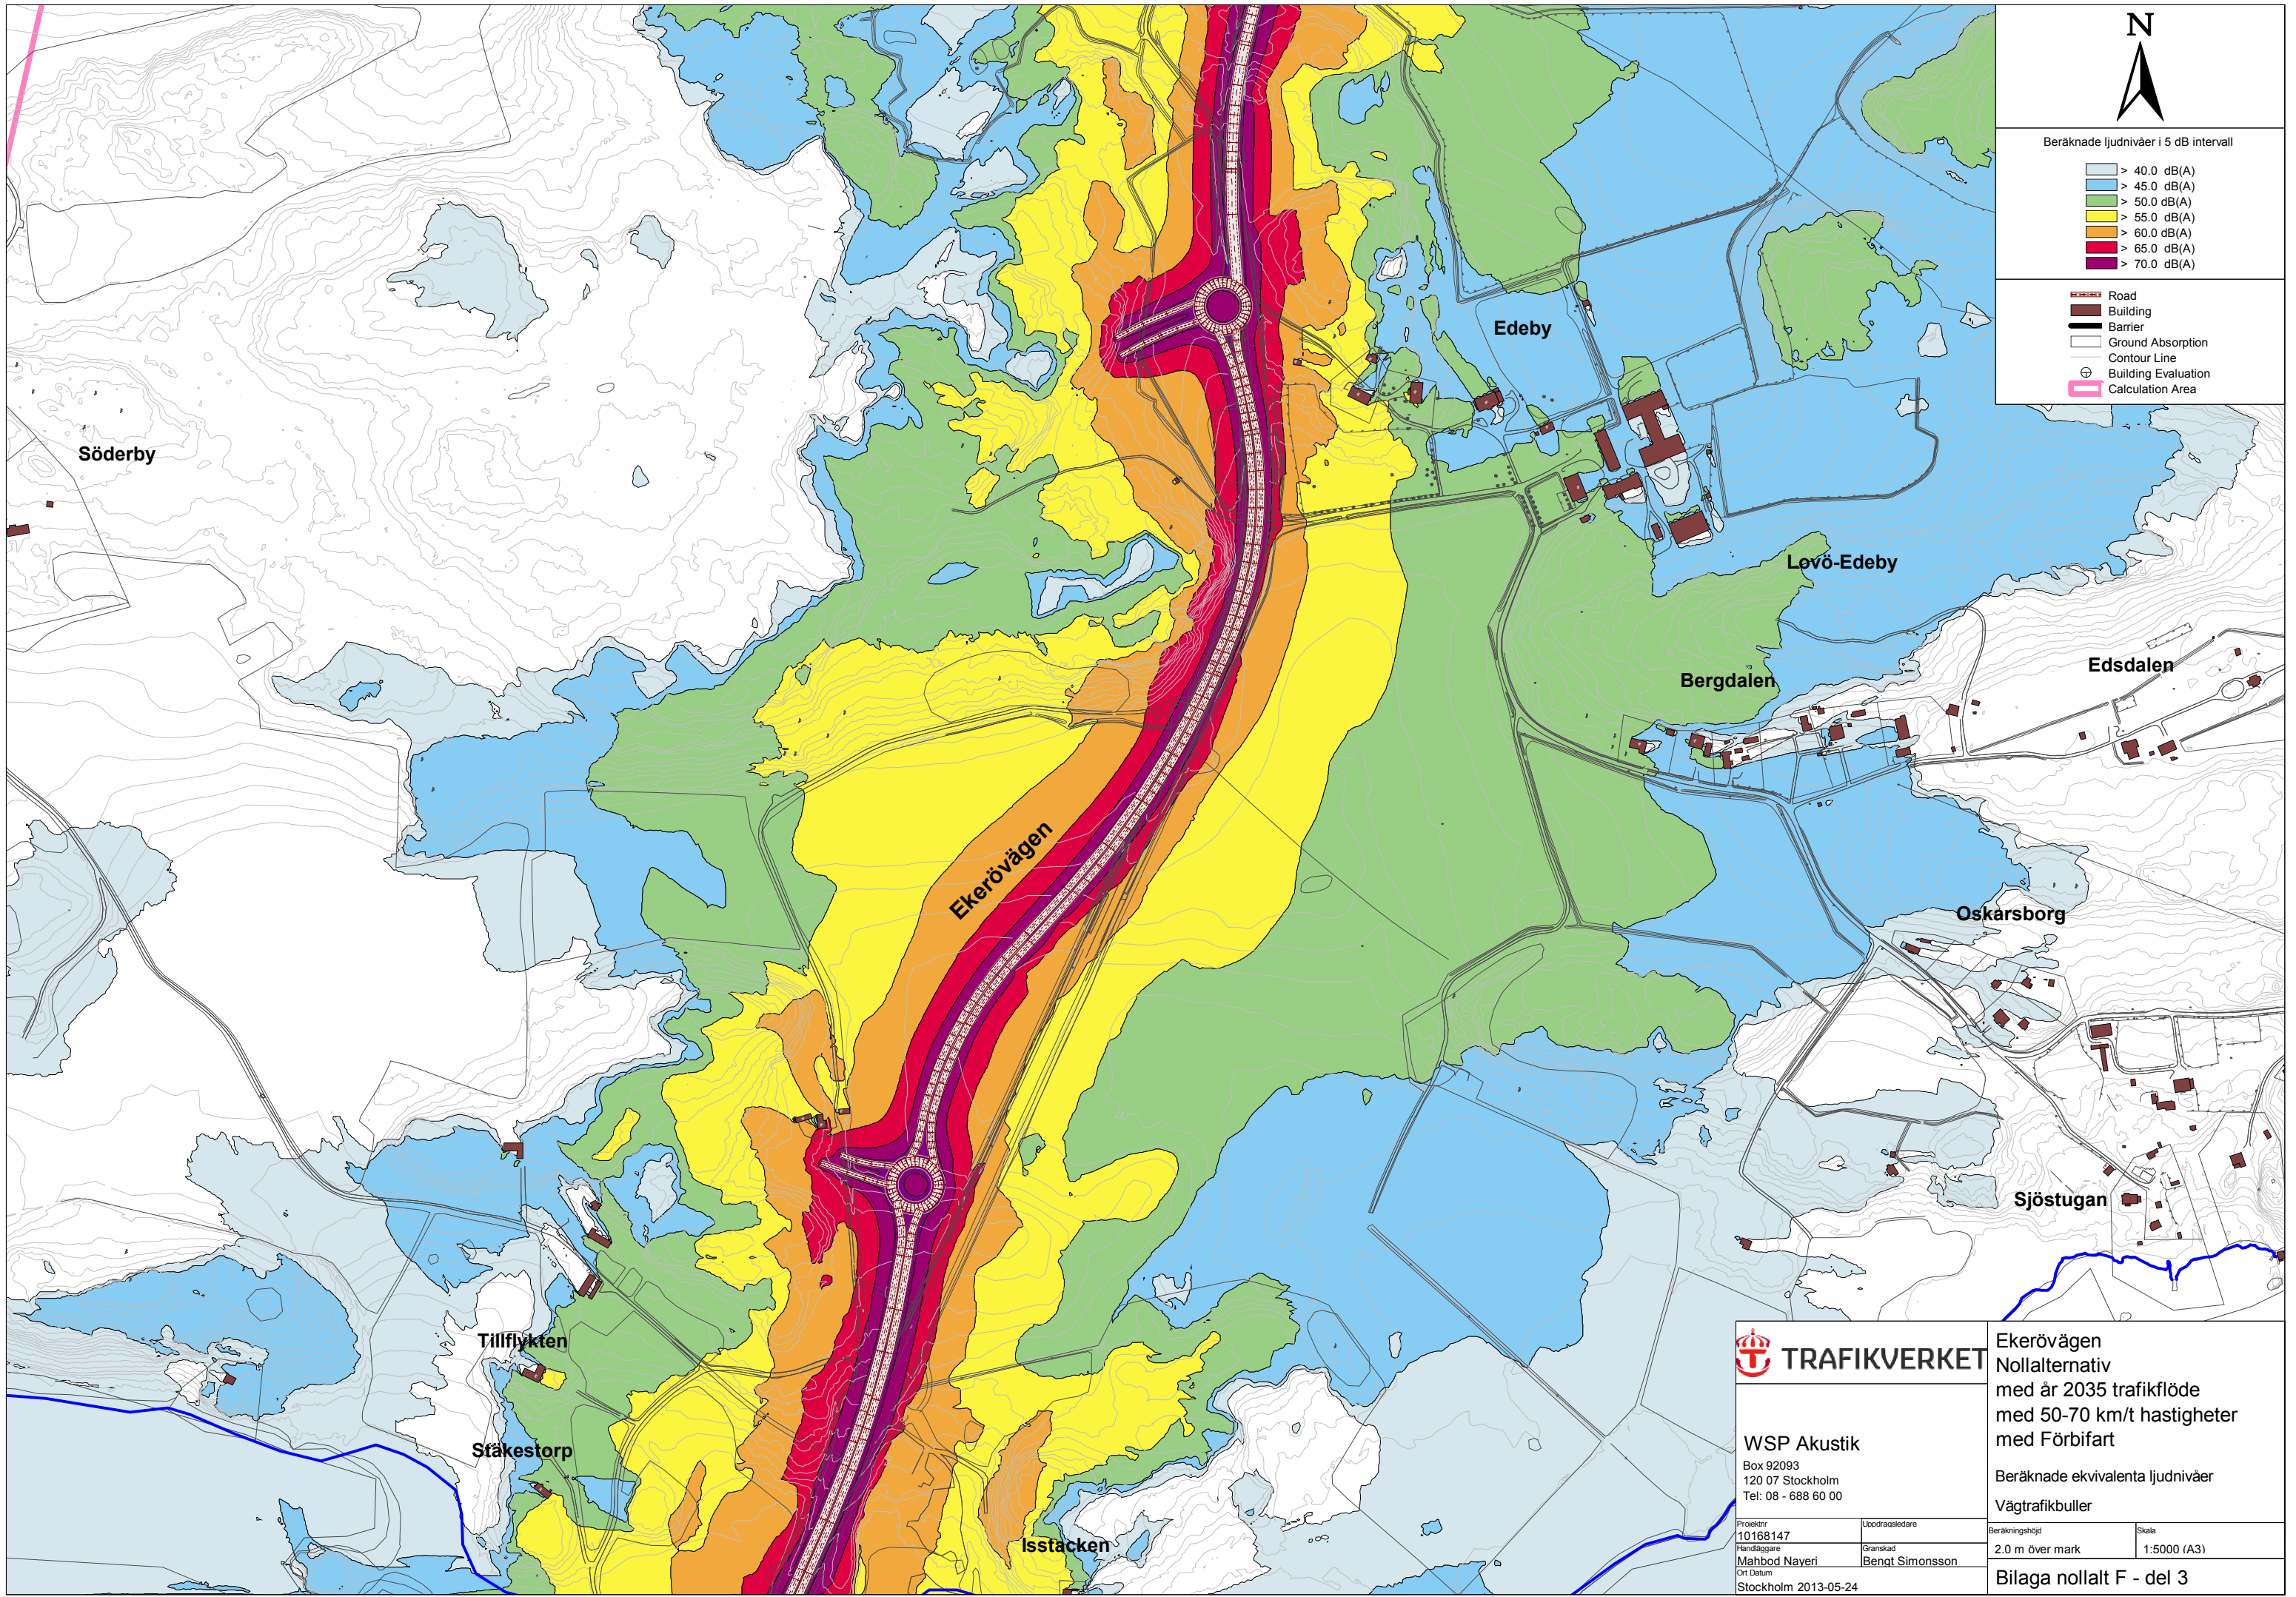 N
Beräknade ljudnivåer i 5 dB intervall
> 40.0 dB(A)
> 45.0 dB(A)
> 50.0 dB(A)
> 55.0 dB(A)
> 60.0 dB(A)
> 65.0 dB(A)
> 70.0 dB(A)
Road
Building
Barrier
Ground Absorption
Contour Line
Building Evaluation
Calculation Area
Edeby
Söderby
Lovö-Edeby
Edsdalen
Bergdalen
Ekerövägen
Oskarsborg
Sjöstugan
Tillflykten
Stäkestorp
Isstacken
TRAFIKVERKET
WSP Akustik
Box 92093
120 07 Stockholm
Tel: 08 - 688 60 00
Projektnr
10168147
Uppdragsledare
Handläggare
Mahbod Nayeri
Granskad
Bengt Simonsson
Ort Datum
Stockholm 2013-05-24
Ekerövägen
Nollalternativ
med år 2035 trafikflöde
med 50-70 km/t hastigheter
med Förbifart
Beräknade ekvivalenta ljudnivåer
Vägtrafikbuller
Beräkningshöjd
2.0 m över mark
Skala
1:5000 (A3)
Bilaga nollalt F - del 3